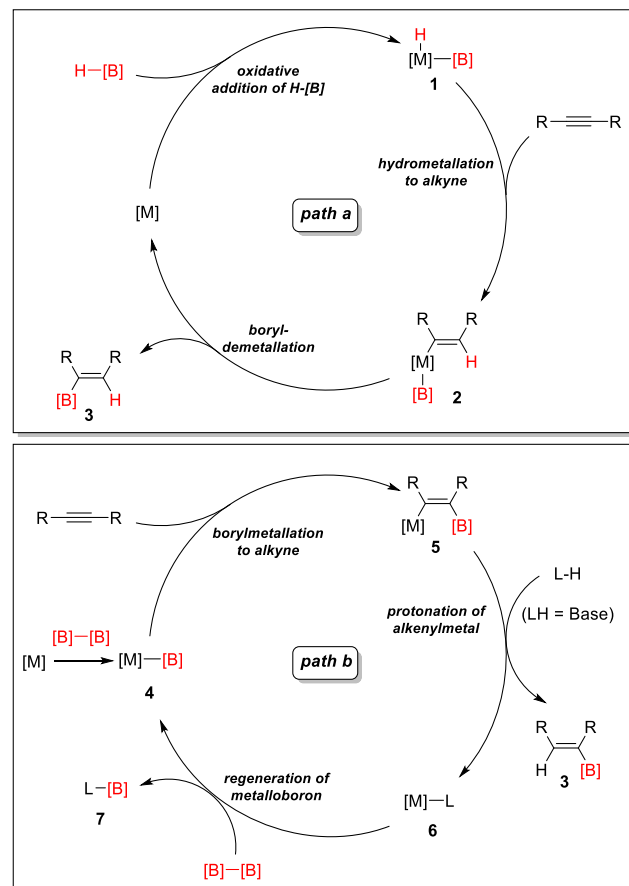 H
H–[B]
oxidative
addition of H-[B]
[M]–[B]
1
R
R
hydrometallation
to alkyne
path a
[M]
R
R
[M]
H
[B]
2
boryl-
demetallation
R
R
[B]
H
3
R
R
borylmetallation
to alkyne
R
R
[M]
[B]
5
L-H
(LH = Base)
protonation of
alkenylmetal
[B]–[B]
[M]
[M]–[B]
4
path b
R
R
H
[B]
3
regeneration of
metalloboron
L–[B]
7
[M]–L
6
[B]–[B]